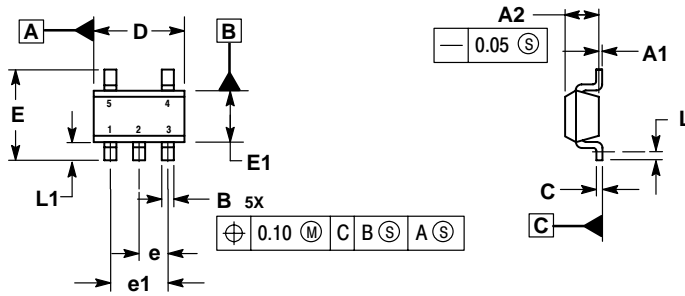 A2
A
D
B
— 0.05 Ⓢ
A1
E
5 4
1 2 3
E1
L
L1
B 5X
C
⌖ 0.10 Ⓜ C B Ⓢ A Ⓢ
C
e
e1